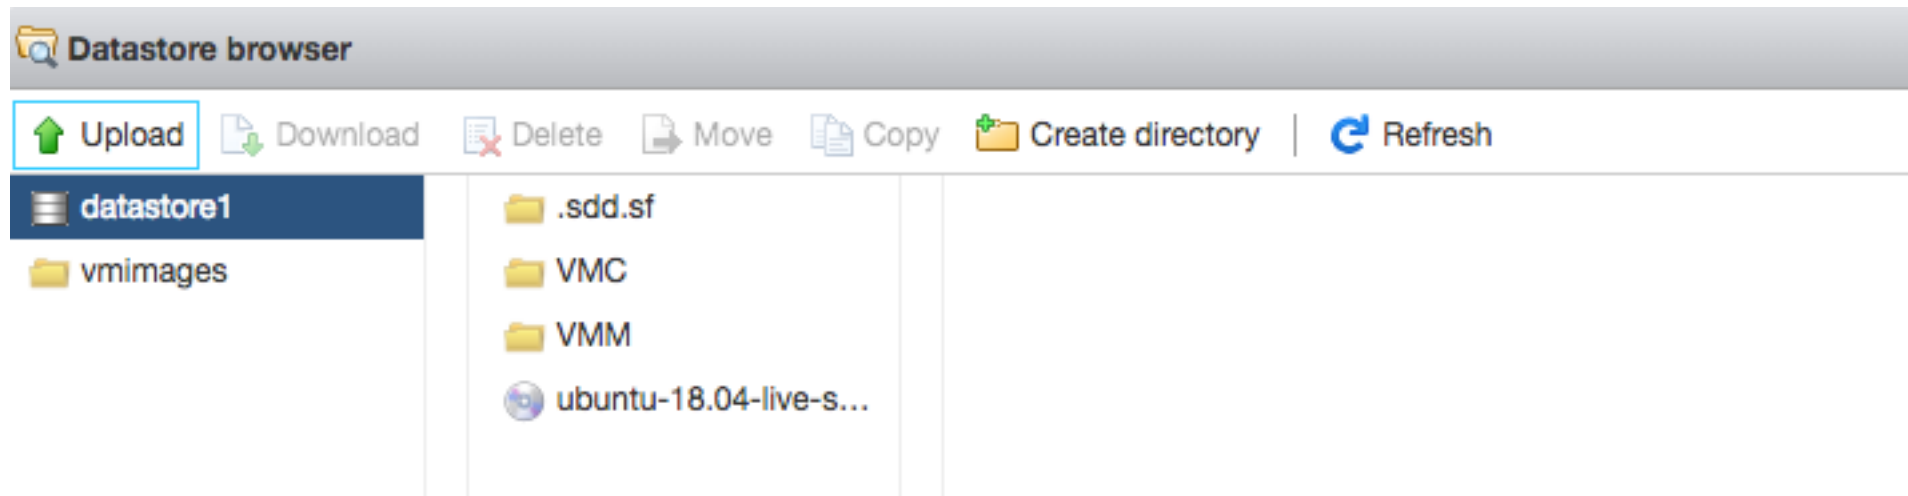 Datastore browser
Upload Download Delete Move Copy Create directory Refresh
datastore1
vmimages
.sdd.sf
VMC
VMM
ubuntu-18.04-live-s...